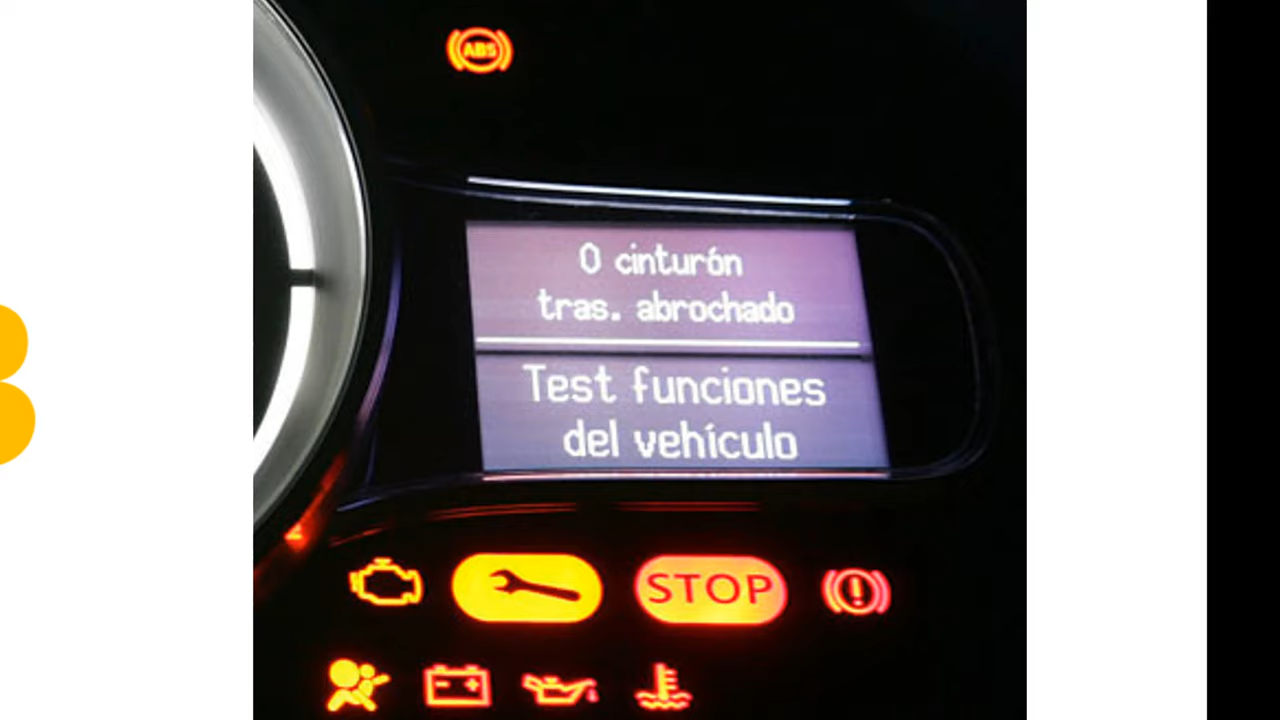 ABS
0 cinturón
tras. abrochado
Test funciones
del vehículo
STOP